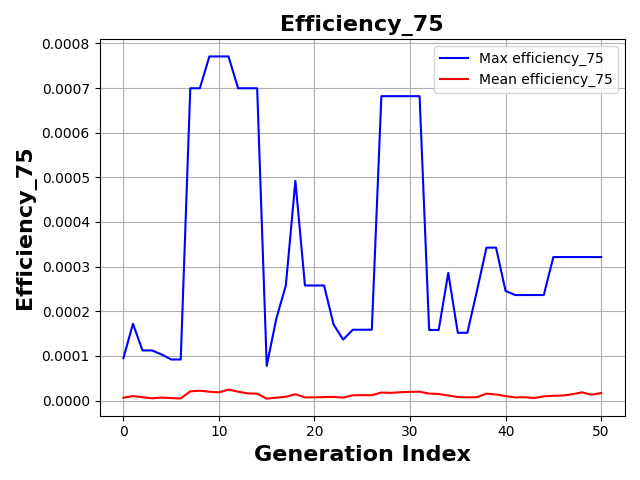 Efficiency_75
Max efficiency_75
Mean efficiency_75
Efficiency_75
0.0008
0.0007
0.0006
0.0005
0.0004
0.0003
0.0002
0.0001
0.0000
0 10 20 30 40 50
Generation Index